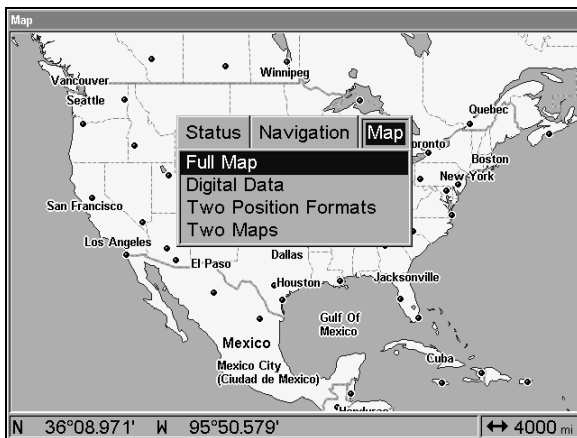 Map
Winnipeg
Vancouver
Seattle
Quebec
Status Navigation Map
oronto
Full Map
Boston
Digital Data
New York
Two Position Formats
San Francisco
Two Maps
Los Angeles
El Paso
Dallas
Houston
Jacksonville
Gulf Of
Mexico
Mexico
Cuba
Mexico City
(Ciudad de Mexico)
Honduras
N 36°08.971' W 95°50.579' ↔ 4000 mi